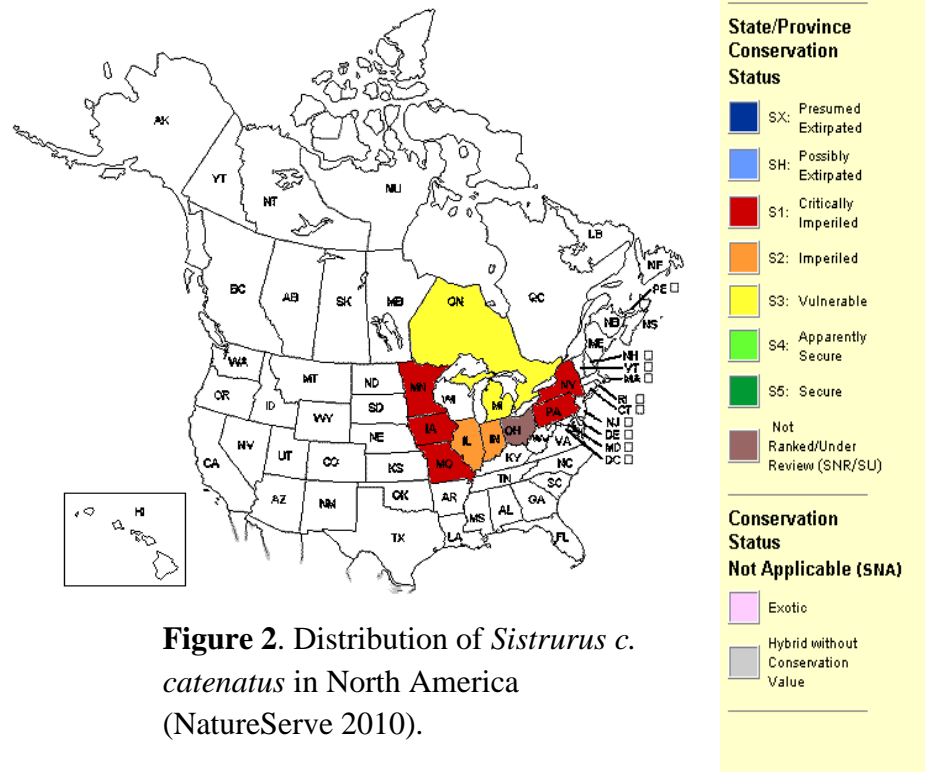 AK
YT
NT
NU
BC
AB
SK
MB
ON
QC
LB
NF
PE
NB
NS
ME
NH
VT
MA
RI
CT
NJ
DE
MD
DC
WA
OR
ID
MT
ND
SD
WY
NE
NV
UT
CO
KS
CA
AZ
NM
OK
TX
MN
IA
MO
WI
IL
IN
MI
OH
NY
PA
WV
VA
KY
TN
NC
SC
AR
MS
AL
GA
LA
FL
HI
Figure 2. Distribution of Sistrurus c.
catenatus in North America
(NatureServe 2010).
State/Province
Conservation
Status
SX: Presumed
Extirpated
SH: Possibly
Extirpated
S1: Critically
Imperiled
S2: Imperiled
S3: Vulnerable
S4: Apparently
Secure
S5: Secure
Not
Ranked/Under
Review (SNR/SU)
Conservation
Status
Not Applicable (SNA)
Exotic
Hybrid without
Conservation
Value